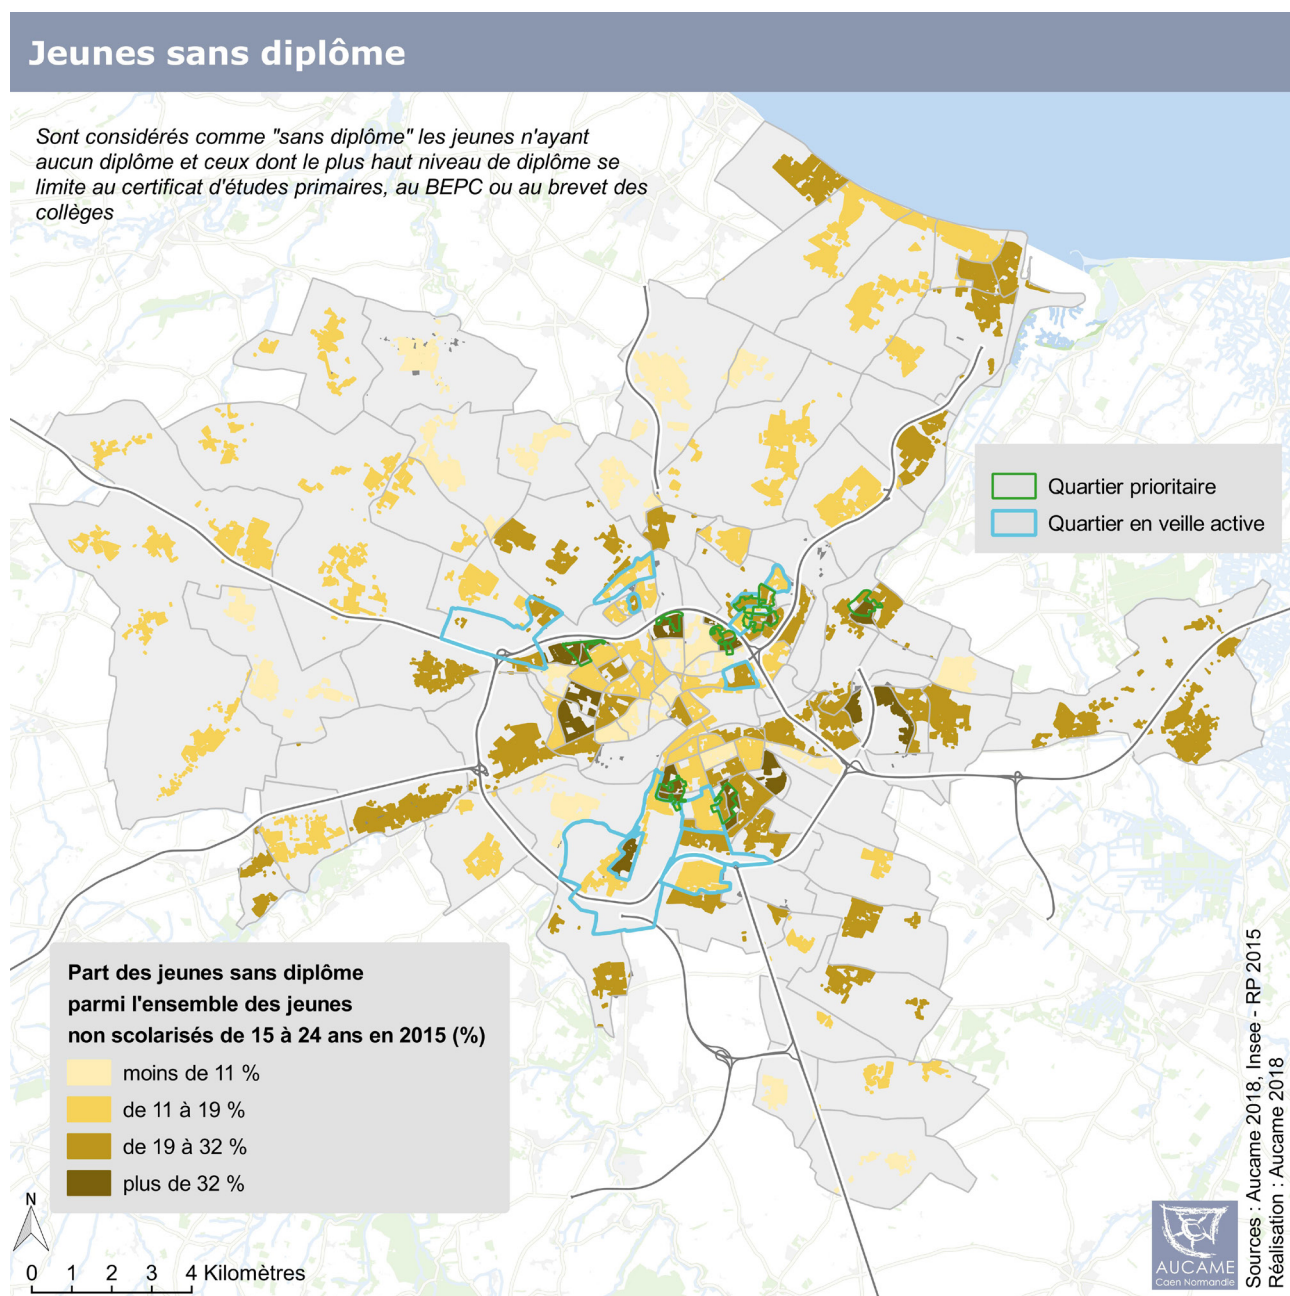 Jeunes sans diplôme
Sont considérés comme "sans diplôme" les jeunes n'ayant
aucun diplôme et ceux dont le plus haut niveau de diplôme se
limite au certificat d'études primaires, au BEPC ou au brevet des
collèges
Quartier prioritaire
Quartier en veille active
Part des jeunes sans diplôme
parmi l'ensemble des jeunes
non scolarisés de 15 à 24 ans en 2015 (%)
moins de 11 %
de 11 à 19 %
de 19 à 32 %
plus de 32 %
N
0 1 2 3 4 Kilomètres
AUCAME
Caen Normandie
Sources : Aucame 2018, Insee - RP 2015
Réalisation : Aucame 2018